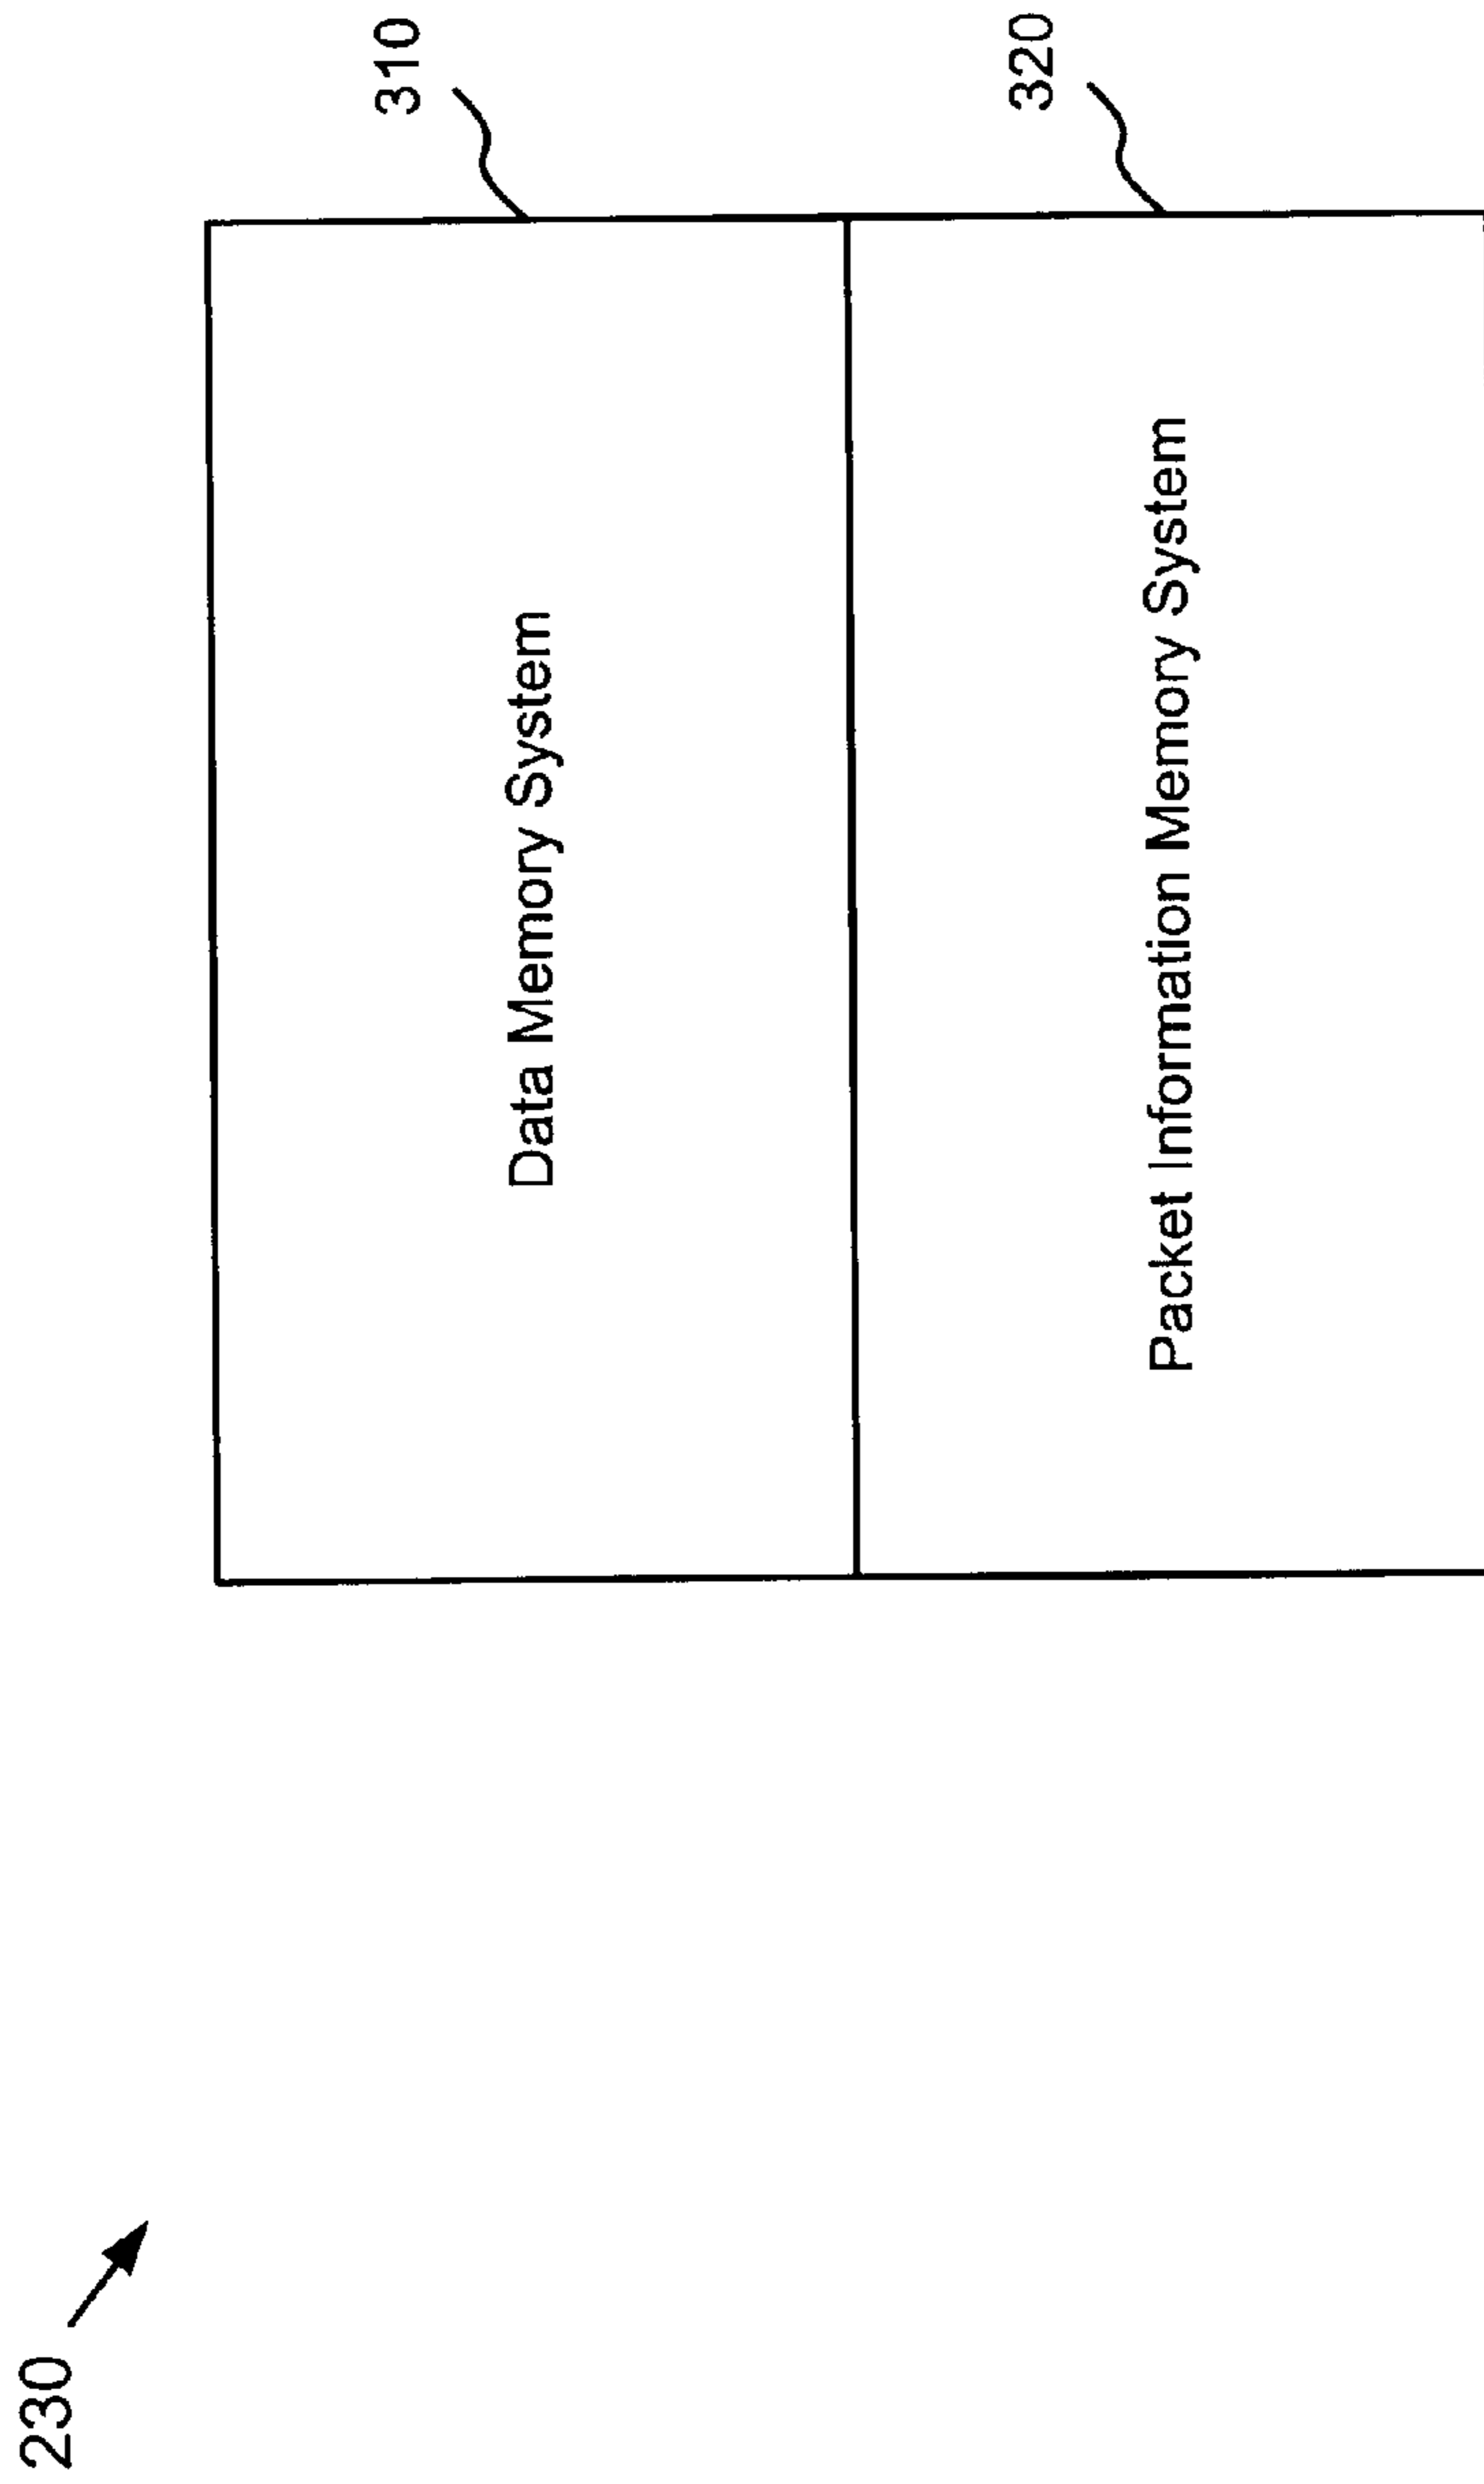 230
Data Memory System
310
Packet Information Memory System
320